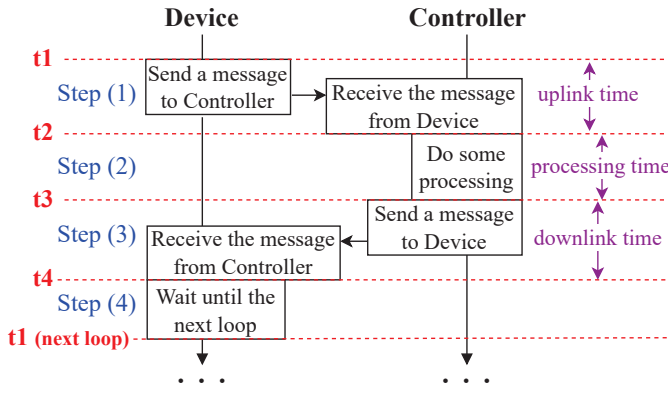 Device
Controller
t1
Step (1)
Send a message
to Controller
Receive the message
from Device
uplink time
t2
Step (2)
Do some
processing
processing time
t3
Step (3)
Send a message
to Device
Receive the message
from Controller
downlink time
t4
Step (4)
Wait until the
next loop
t1 (next loop)
. . .
. . .